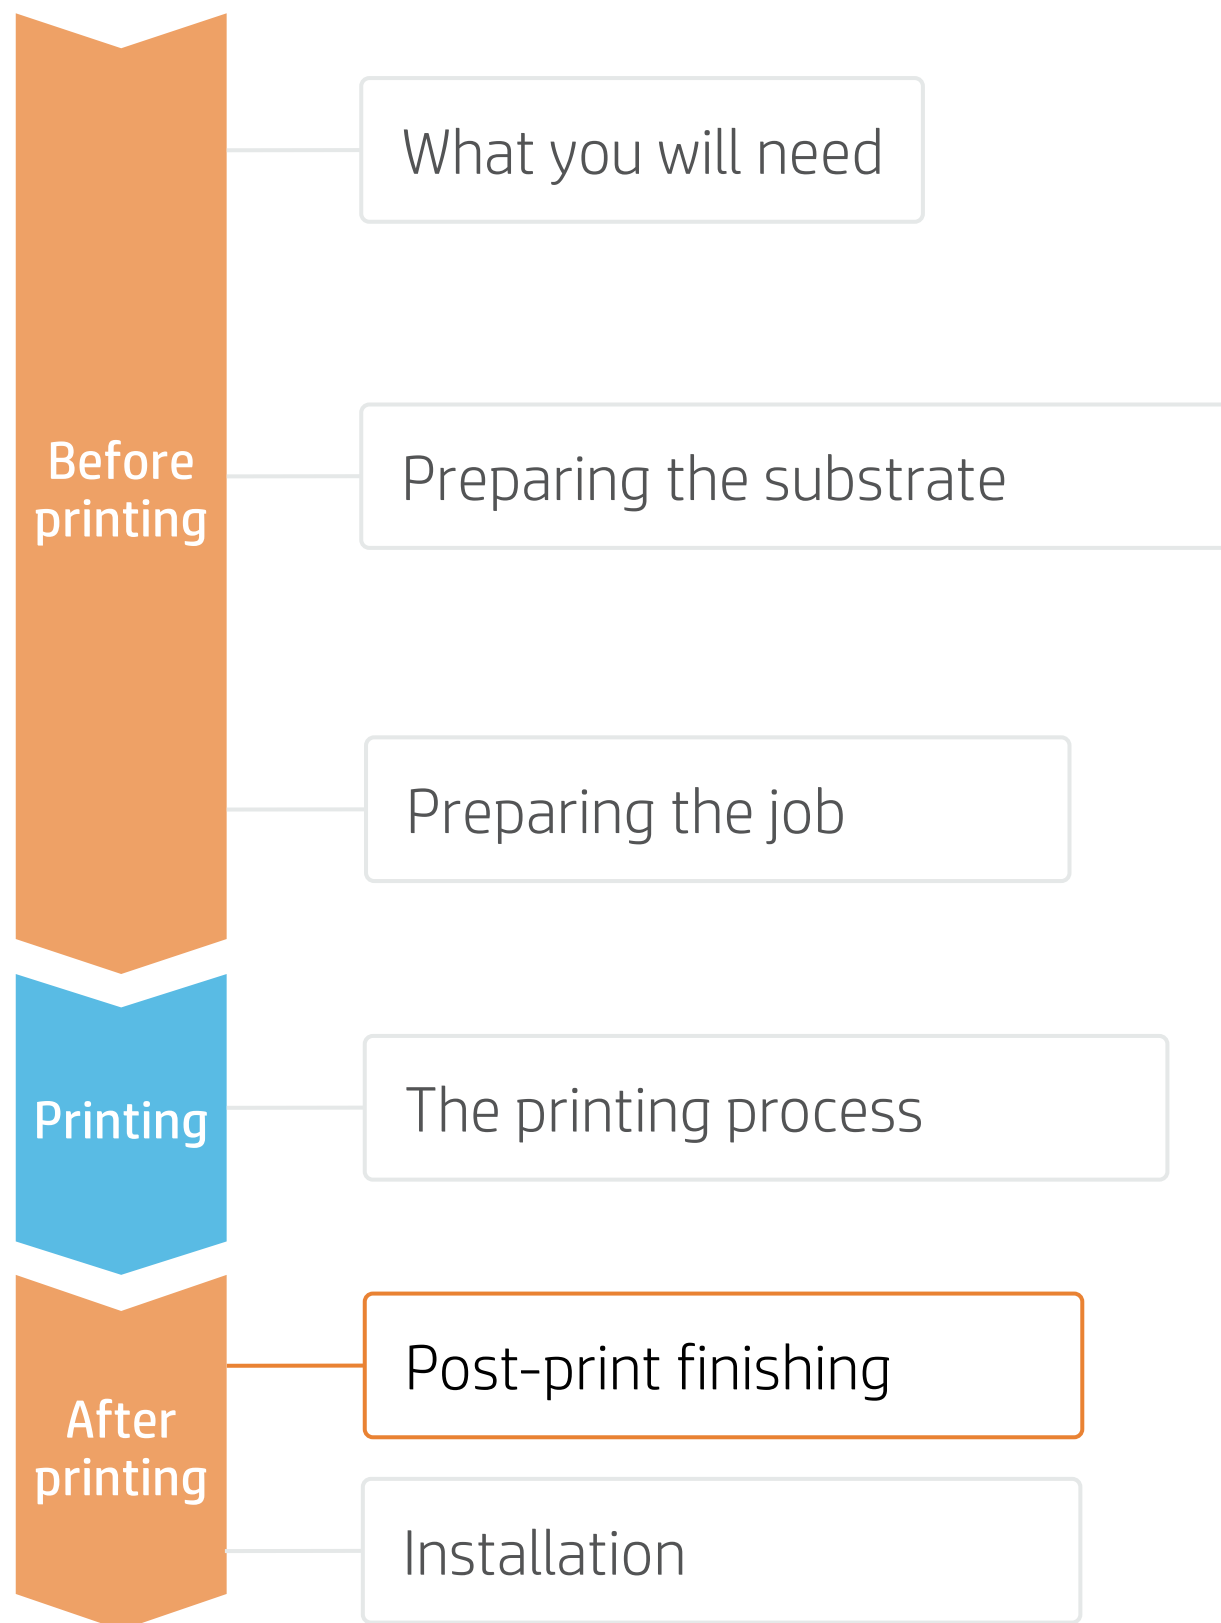 What you will need
Before
printing
Preparing the substrate
Preparing the job
Printing
The printing process
After
printing
Post-print finishing
Installation